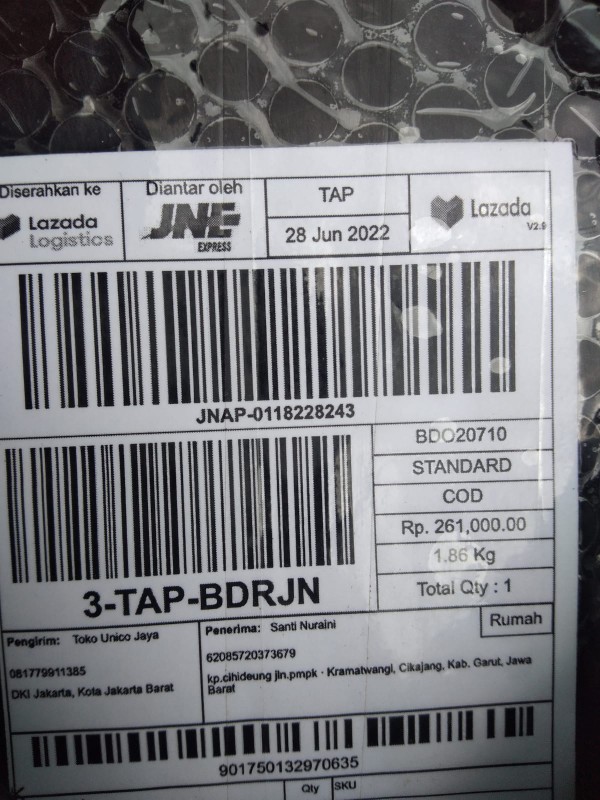 Diserahkan ke
Lazada
Logistics
Diantar oleh
JNE
EXPRESS
TAP
28 Jun 2022
Lazada
V2.9
JNAP-0118228243
BDO20710
STANDARD
COD
Rp. 261,000.00
1.86 Kg
Total Qty : 1
3-TAP-BDRJN
Pengirim: Toko Unico Jaya
081779911385
DKI Jakarta, Kota Jakarta Barat
Penerima: Santi Nuraini
Rumah
62085720373679
kp.cihideung jln.pmpk - Kramatwangi, Cikajang, Kab. Garut, Jawa
Barat
901750132970635
Qty
SKU